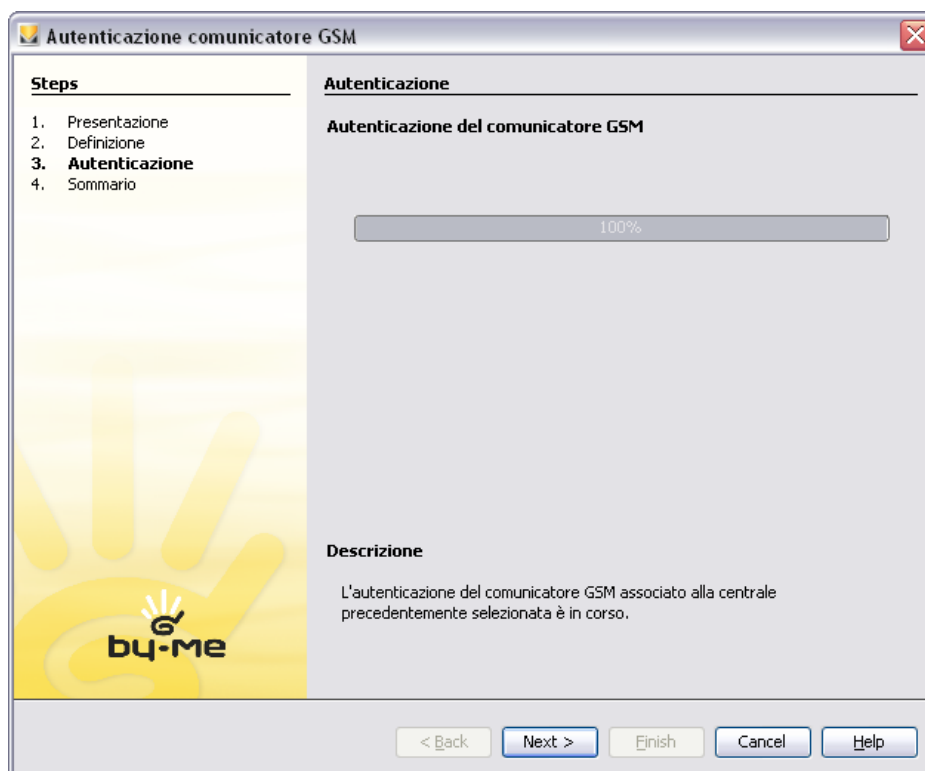 Autenticazione comunicatore GSM
Steps
1. Presentazione
2. Definizione
3. Autenticazione
4. Sommario
by-me
Autenticazione
Autenticazione del comunicatore GSM
100%
Descrizione
L'autenticazione del comunicatore GSM associato alla centrale
precedentemente selezionata è in corso.
< Back Next > Finish Cancel Help